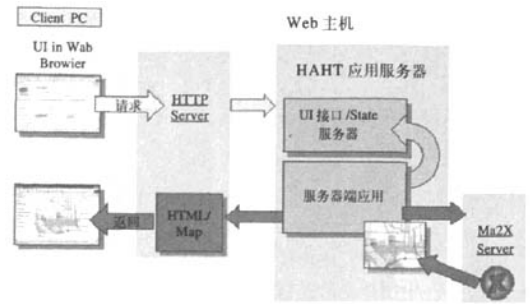 Client PC
Web 主机
UI in Wab
Browier
HAHT 应用服务器
请求
HTTP
Server
UI 接口 /State
服务器
服务器端应用
返回
HTML/
Map
Ma2X
Server